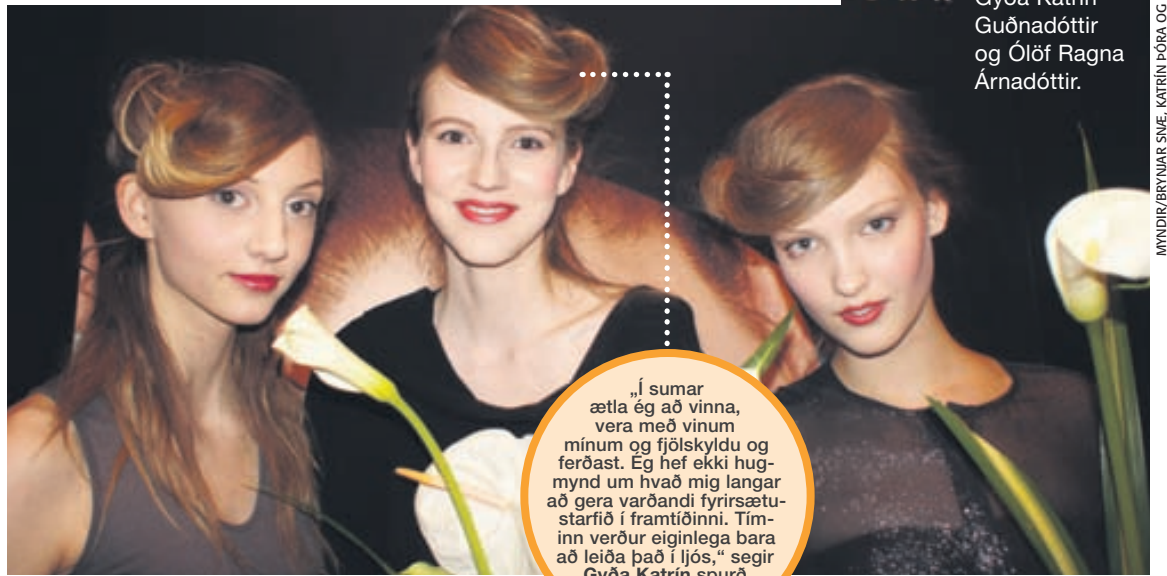 Gyða Katrín
Guðnadóttir
og Ólöf Ragna
Árnadóttir.
MYNDIR/BRYNJAR SNÆ, KATRÍN ÞÓRA OG
„Í sumar
ætla ég að vinna,
vera með vinum
mínum og fjölskyldu og
ferðast. Ég hef ekki hug-
mynd um hvað mig langar
að gera varðandi fyrirsætu-
starfið í framtíðinni. Tím-
inn verður eiginlega bara
að leiða það í ljós,“ segir
Gyða Katrín spurð